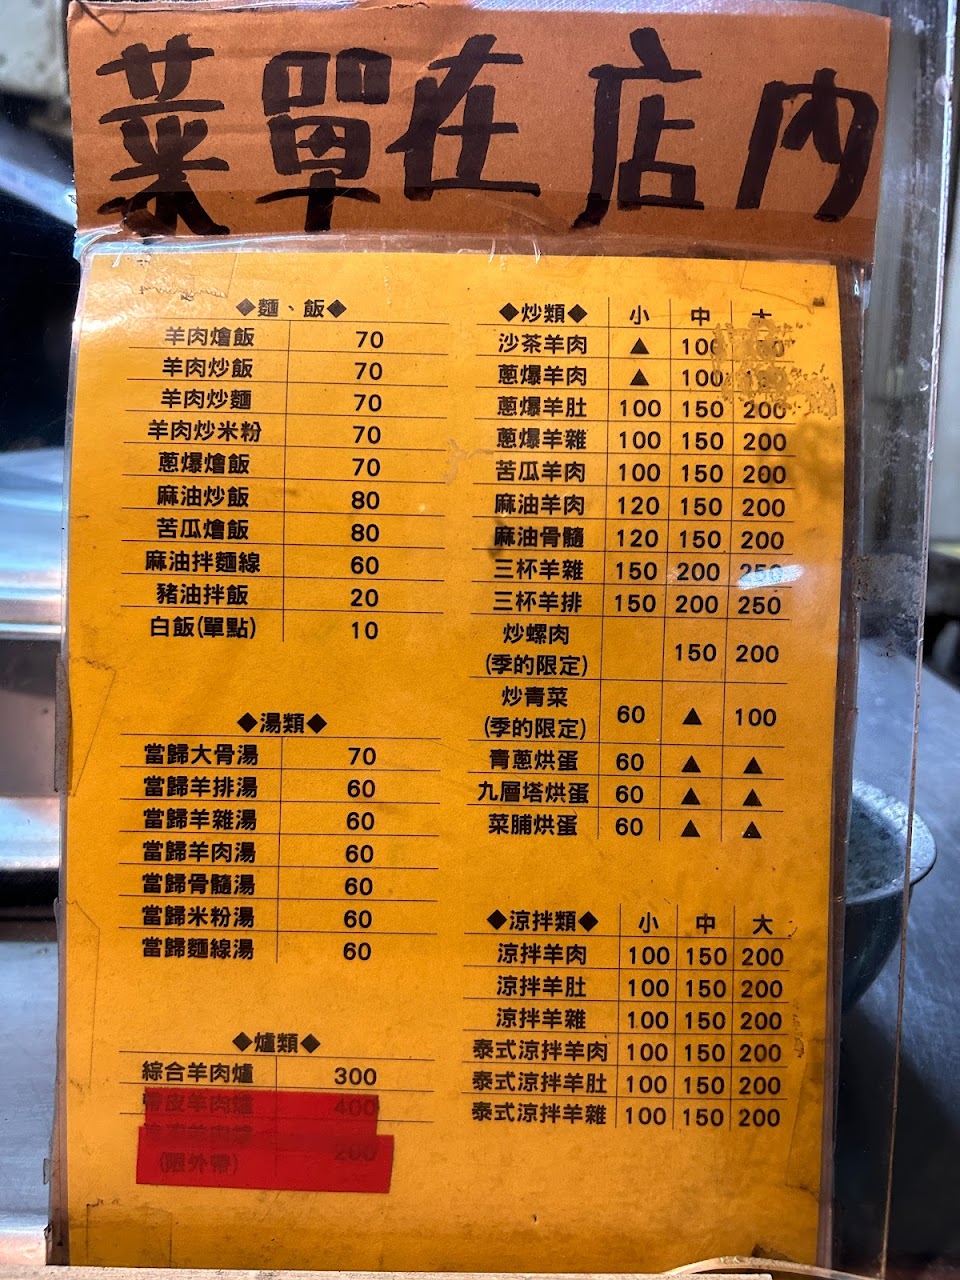 菜單在店內
◆麵、飯◆
羊肉燴飯 70
羊肉炒飯 70
羊肉炒麵 70
羊肉炒米粉 70
蔥爆燴飯 70
麻油炒飯 80
苦瓜燴飯 80
麻油拌麵線 60
豬油拌飯 20
白飯(單點) 10
◆湯類◆
當歸大骨湯 70
當歸羊排湯 60
當歸羊雜湯 60
當歸羊肉湯 60
當歸骨髓湯 60
當歸米粉湯 60
當歸麵線湯 60
◆爐類◆
綜合羊肉爐 300
帶皮羊肉爐 400
200
(限外帶)
◆炒類◆ 小 中 大
沙茶羊肉 ▲ 100
蔥爆羊肉 ▲ 100
蔥爆羊肚 100 150 200
蔥爆羊雜 100 150 200
苦瓜羊肉 100 150 200
麻油羊肉 120 150 200
麻油骨髓 120 150 200
三杯羊雜 150 200 250
三杯羊排 150 200 250
炒螺肉
(季的限定) 150 200
炒青菜
(季的限定) 60 ▲ 100
青蔥烘蛋 60 ▲ ▲
九層塔烘蛋 60 ▲ ▲
菜脯烘蛋 60 ▲ ▲
◆涼拌類◆ 小 中 大
涼拌羊肉 100 150 200
涼拌羊肚 100 150 200
涼拌羊雜 100 150 200
泰式涼拌羊肉 100 150 200
泰式涼拌羊肚 100 150 200
泰式涼拌羊雜 100 150 200